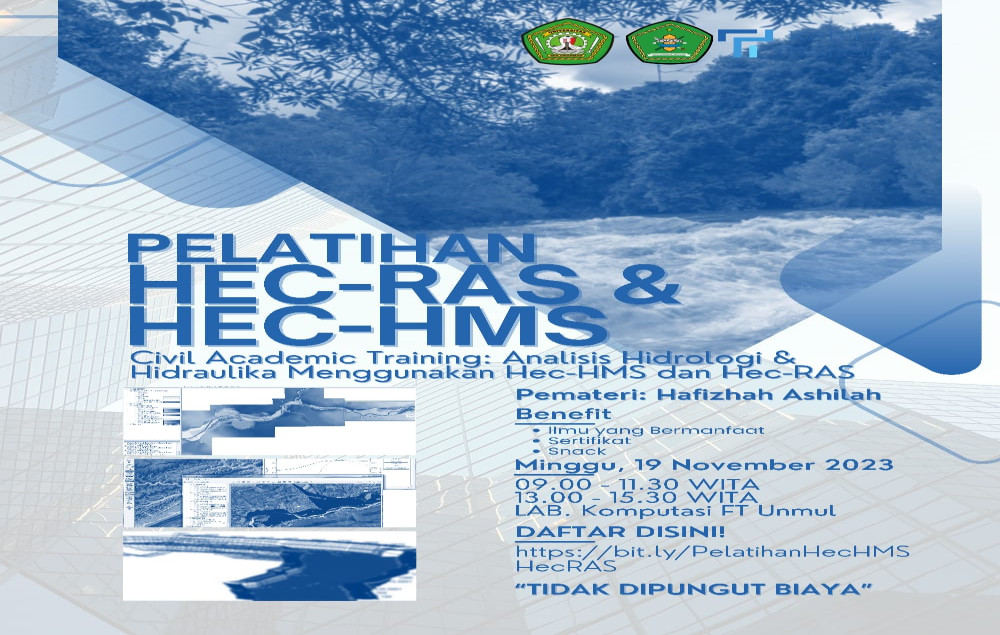 PELATIHAN
HEC-RAS &
HEC-HMS
Civil Academic Training: Analisis Hidrologi &
Hidraulika Menggunakan Hec-HMS dan Hec-RAS
Pemateri: Hafizhah Ashilah
Benefit
• Ilmu yang Bermanfaat
• Sertifikat
• Snack
Minggu, 19 November 2023
09.00 - 11.30 WITA
13.00 - 15.30 WITA
LAB. Komputasi FT Unmul
DAFTAR DISINI!
https://bit.ly/PelatihanHecHMS
HecRAS
“TIDAK DIPUNGUT BIAYA”